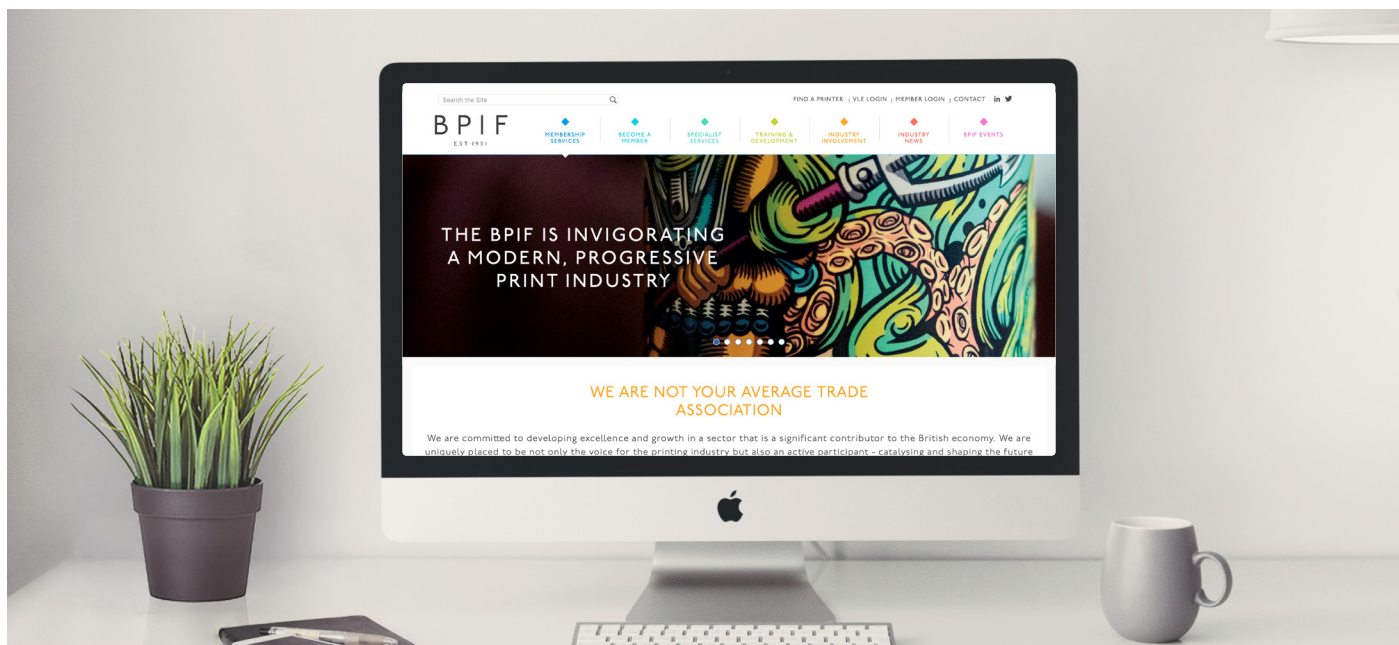 Search the Site
FIND A PRINTER | VLE LOGIN | MEMBER LOGIN | CONTACT
BPIF
EST·1901
MEMBERSHIP
SERVICES
BECOME A
MEMBER
SPECIALIST
SERVICES
TRAINING &
DEVELOPMENT
INDUSTRY
INVOLVEMENT
INDUSTRY
NEWS
BPIF EVENTS
THE BPIF IS INVIGORATING
A MODERN, PROGRESSIVE
PRINT INDUSTRY
WE ARE NOT YOUR AVERAGE TRADE
ASSOCIATION
We are committed to developing excellence and growth in a sector that is a significant contributor to the British economy. We are
uniquely placed to be not only the voice for the printing industry but also an active participant - catalysing and shaping the future